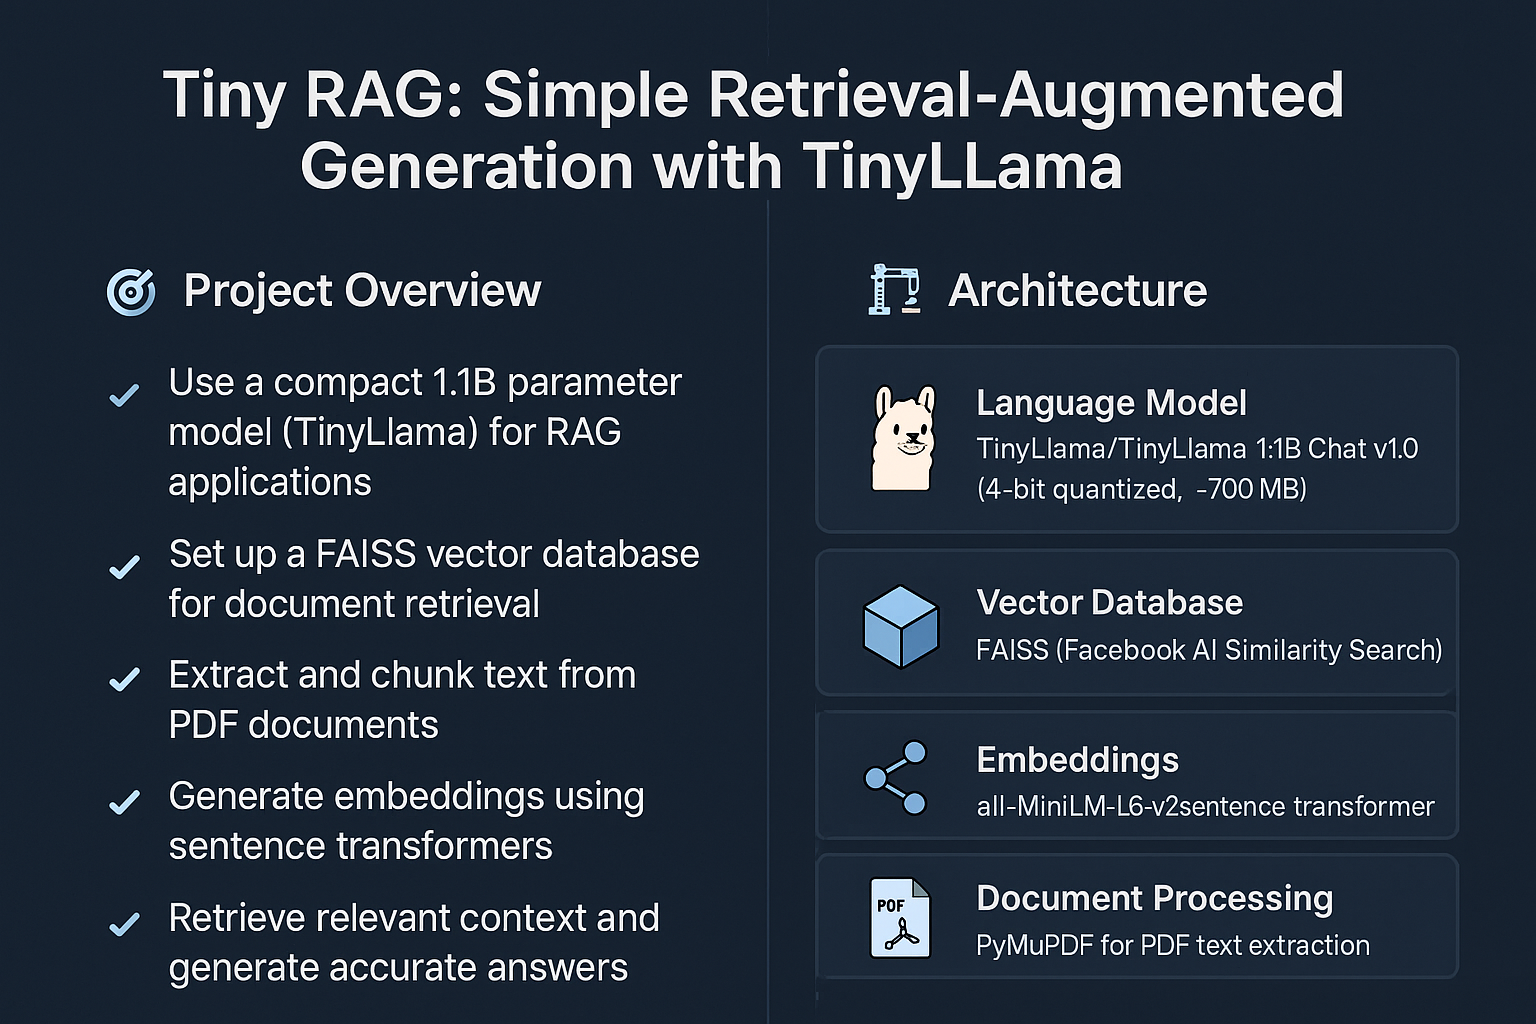 Tiny RAG: Simple Retrieval-Augmented
Generation with TinyLLama
Project Overview
Use a compact 1.1B parameter
model (TinyLlama) for RAG
applications
Set up a FAISS vector database
for document retrieval
Extract and chunk text from
PDF documents
Generate embeddings using
sentence transformers
Retrieve relevant context and
generate accurate answers
Architecture
Language Model
TinyLlama/TinyLlama 1:1B Chat v1.0
(4-bit quantized, -700 MB)
Vector Database
FAISS (Facebook AI Similarity Search)
Embeddings
all-MiniLM-L6-v2sentence transformer
POF
Document Processing
PyMuPDF for PDF text extraction